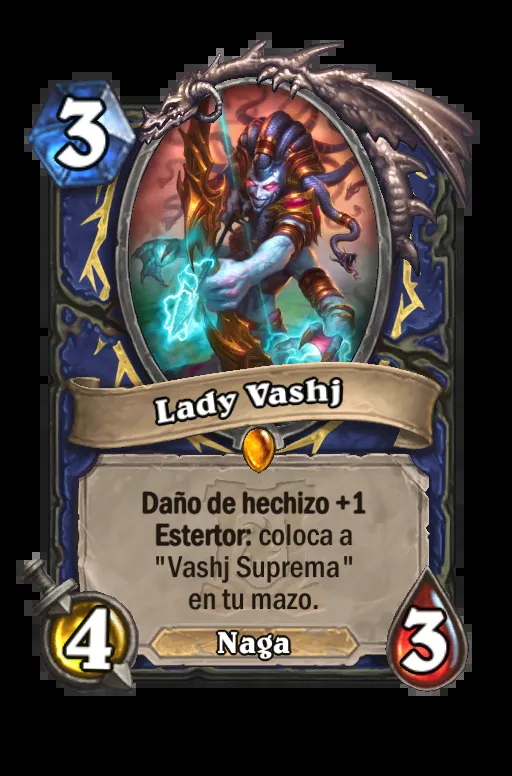 3
Lady Vashj
Daño de hechizo +1
Estertor: coloca a
"Vashj Suprema"
en tu mazo.
4
Naga
3